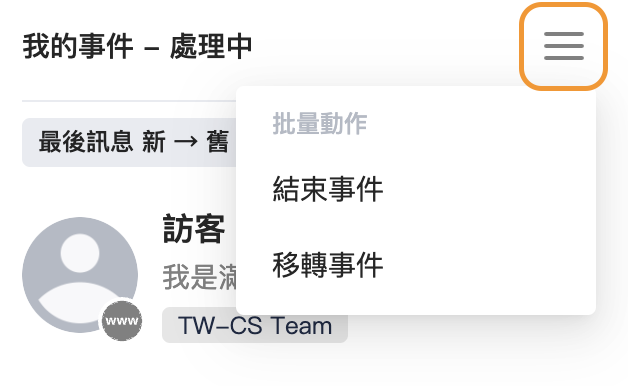 我的事件 – 處理中
批量動作
最後訊息 新 → 舊
結束事件
訪客
移轉事件
我是滿
TW-CS Team
www